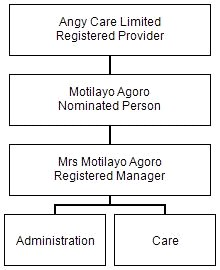 Angy Care Limited
Registered Provider
Motilayo Agoro
Nominated Person
Mrs Motilayo Agoro
Registered Manager
Administration
Care